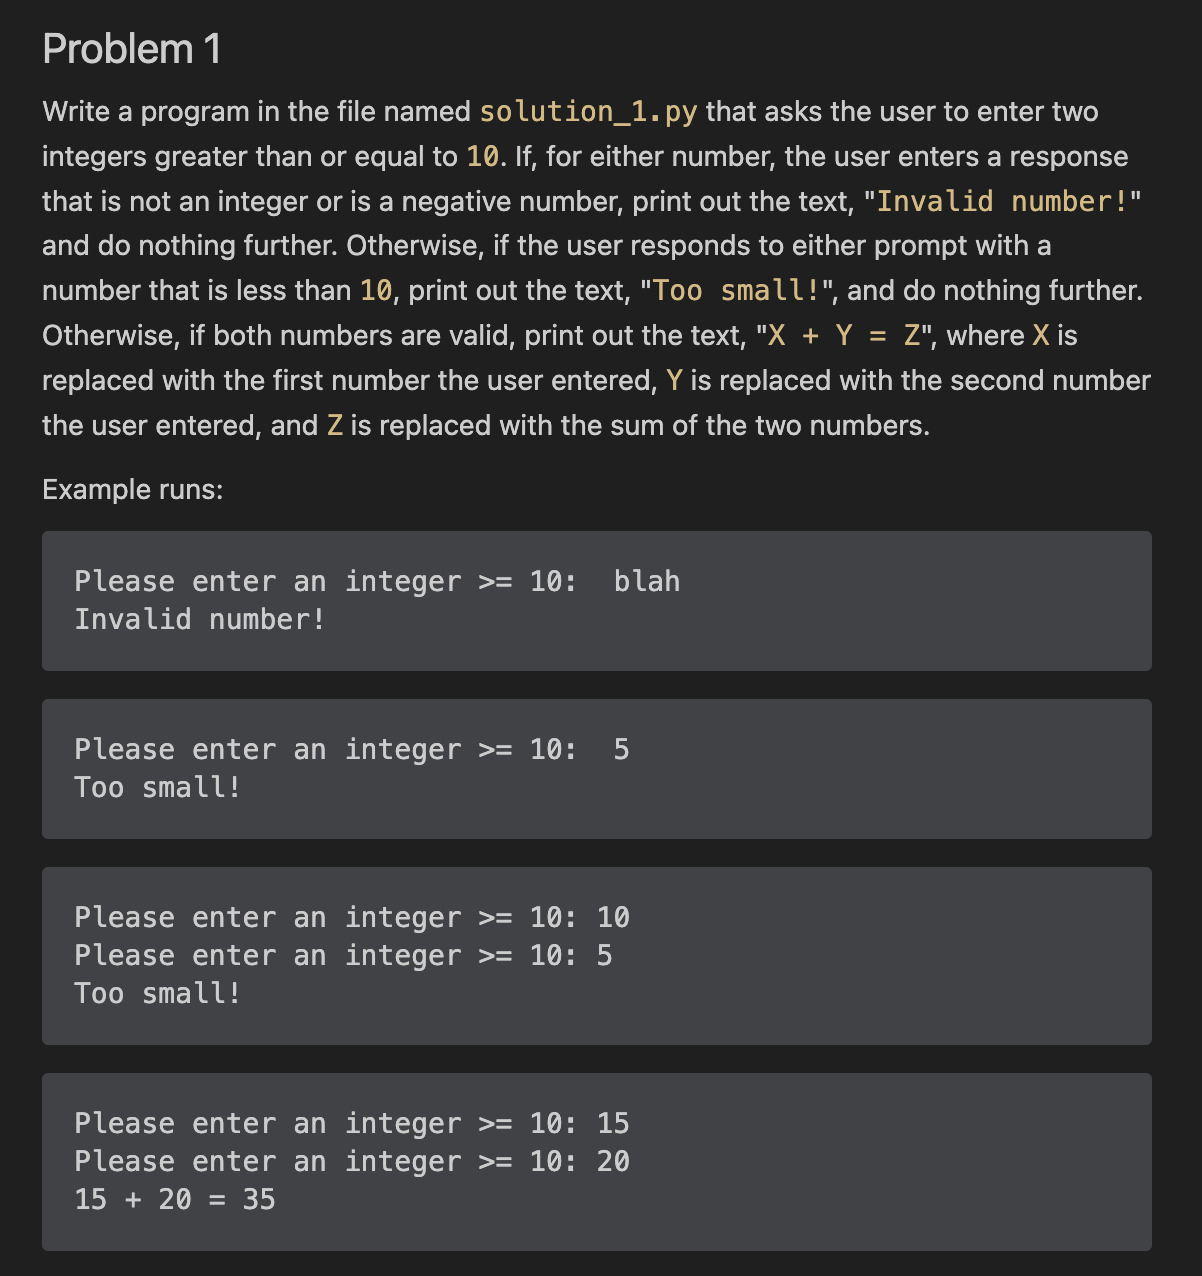 Problem 1
Write a program in the file named solution_1.py that asks the user to enter two
integers greater than or equal to 10. If, for either number, the user enters a response
that is not an integer or is a negative number, print out the text, "Invalid number!"
and do nothing further. Otherwise, if the user responds to either prompt with a
number that is less than 10, print out the text, "Too small!", and do nothing further.
Otherwise, if both numbers are valid, print out the text, "X + Y = Z", where X is
replaced with the first number the user entered, Y is replaced with the second number
the user entered, and Z is replaced with the sum of the two numbers.
Example runs:
Please enter an integer >= 10:  blah
Invalid number!
Please enter an integer >= 10:  5
Too small!
Please enter an integer >= 10: 10
Please enter an integer >= 10: 5
Too small!
Please enter an integer >= 10: 15
Please enter an integer >= 10: 20
15 + 20 = 35